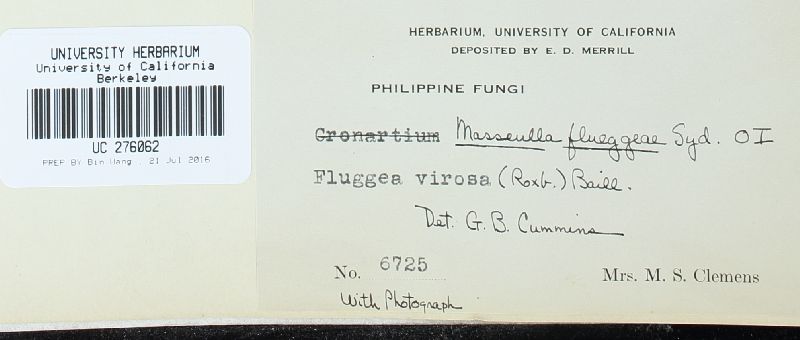 UNIVERSITY HERBARIUM
University of California
Berkeley
UC 276062
PREP BY Bin Wang , 21 Jul 2016
HERBARIUM, UNIVERSITY OF CALIFORNIA
DEPOSITED BY E. D. MERRILL
PHILIPPINE FUNGI
Cronartium Masseeella flueggeae Syd. O I
Fluggea virosa (Roxb.) Baill.
Det. G. B. Cummins
No. 6725
Mrs. M. S. Clemens
With Photograph